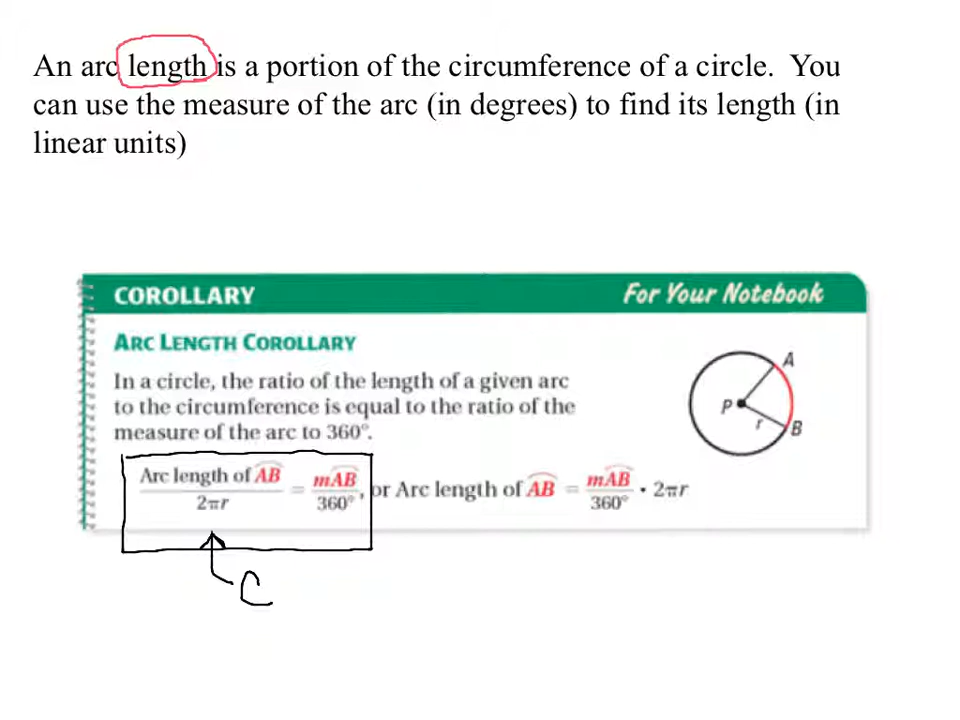 An arc length is a portion of the circumference of a circle. You
can use the measure of the arc (in degrees) to find its length (in
linear units)
COROLLARY For Your Notebook
ARC LENGTH COROLLARY
In a circle, the ratio of the length of a given arc
to the circumference is equal to the ratio of the
measure of the arc to 360°.
Arc length of AB / 2πr = mAB / 360°, or Arc length of AB = mAB / 360° • 2πr
A
P
r
B
C